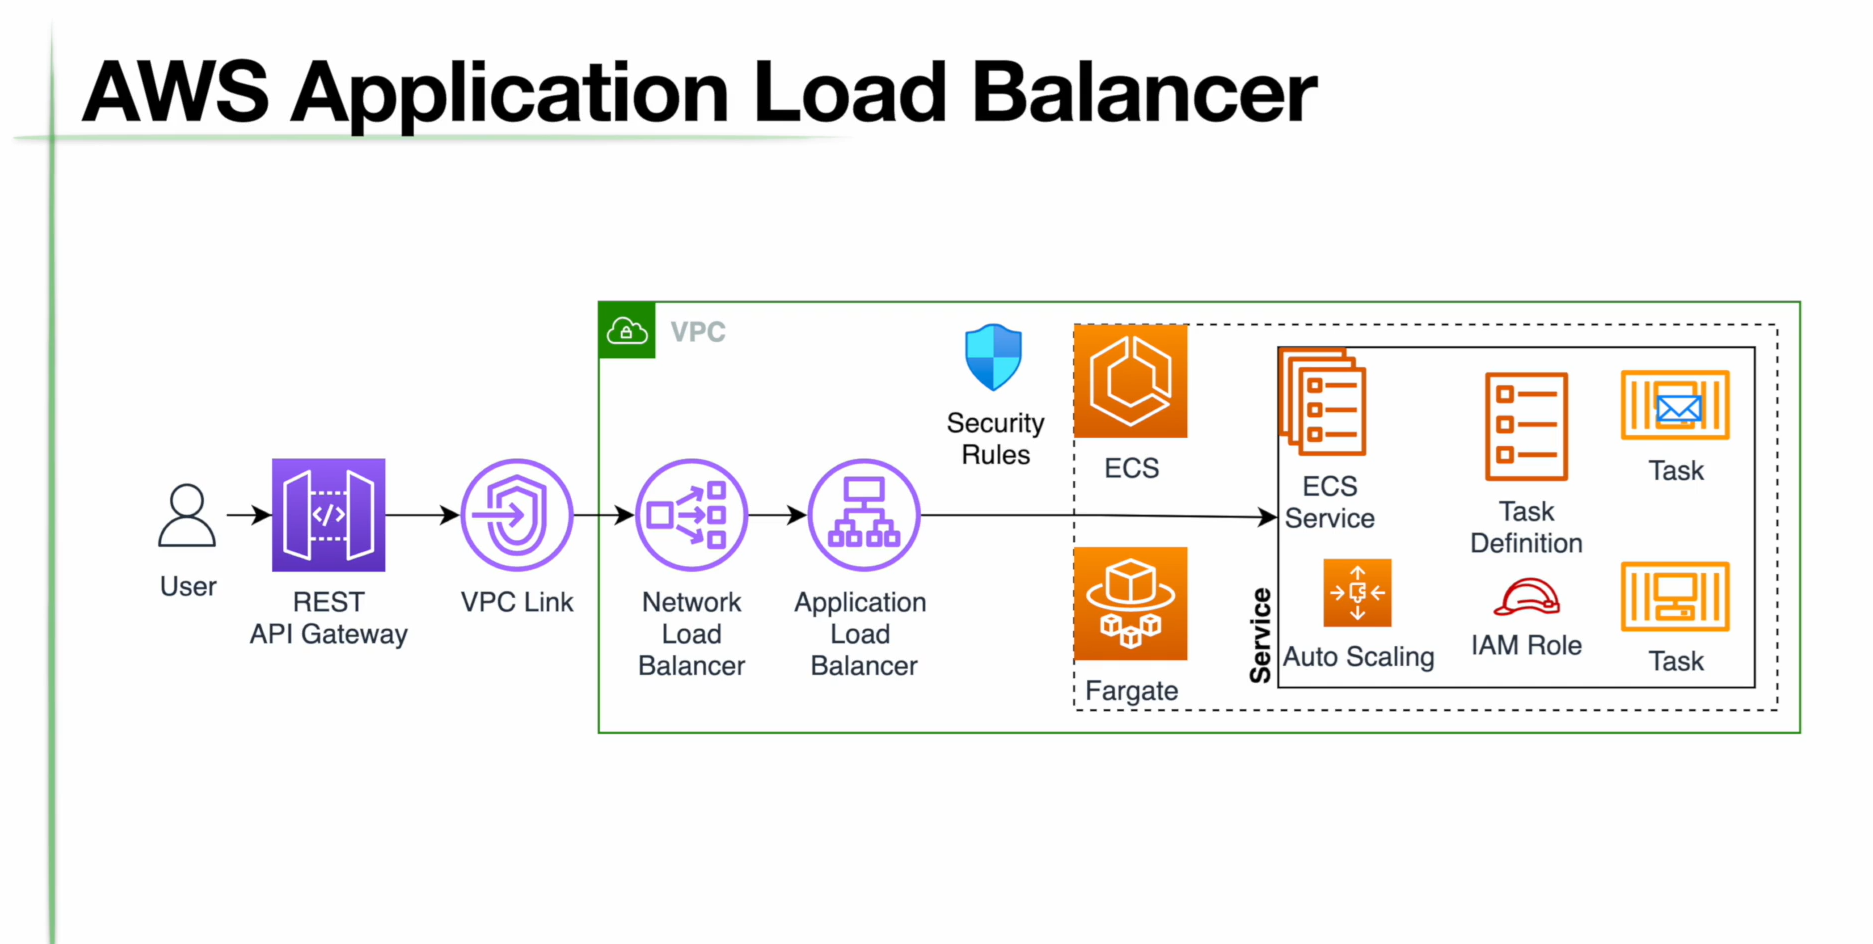 AWS Application Load Balancer
VPC
Security
Rules
ECS
ECS
Service
Task
Definition
Task
User
REST
API Gateway
VPC Link
Network
Load
Balancer
Application
Load
Balancer
Fargate
Service
Auto Scaling
IAM Role
Task